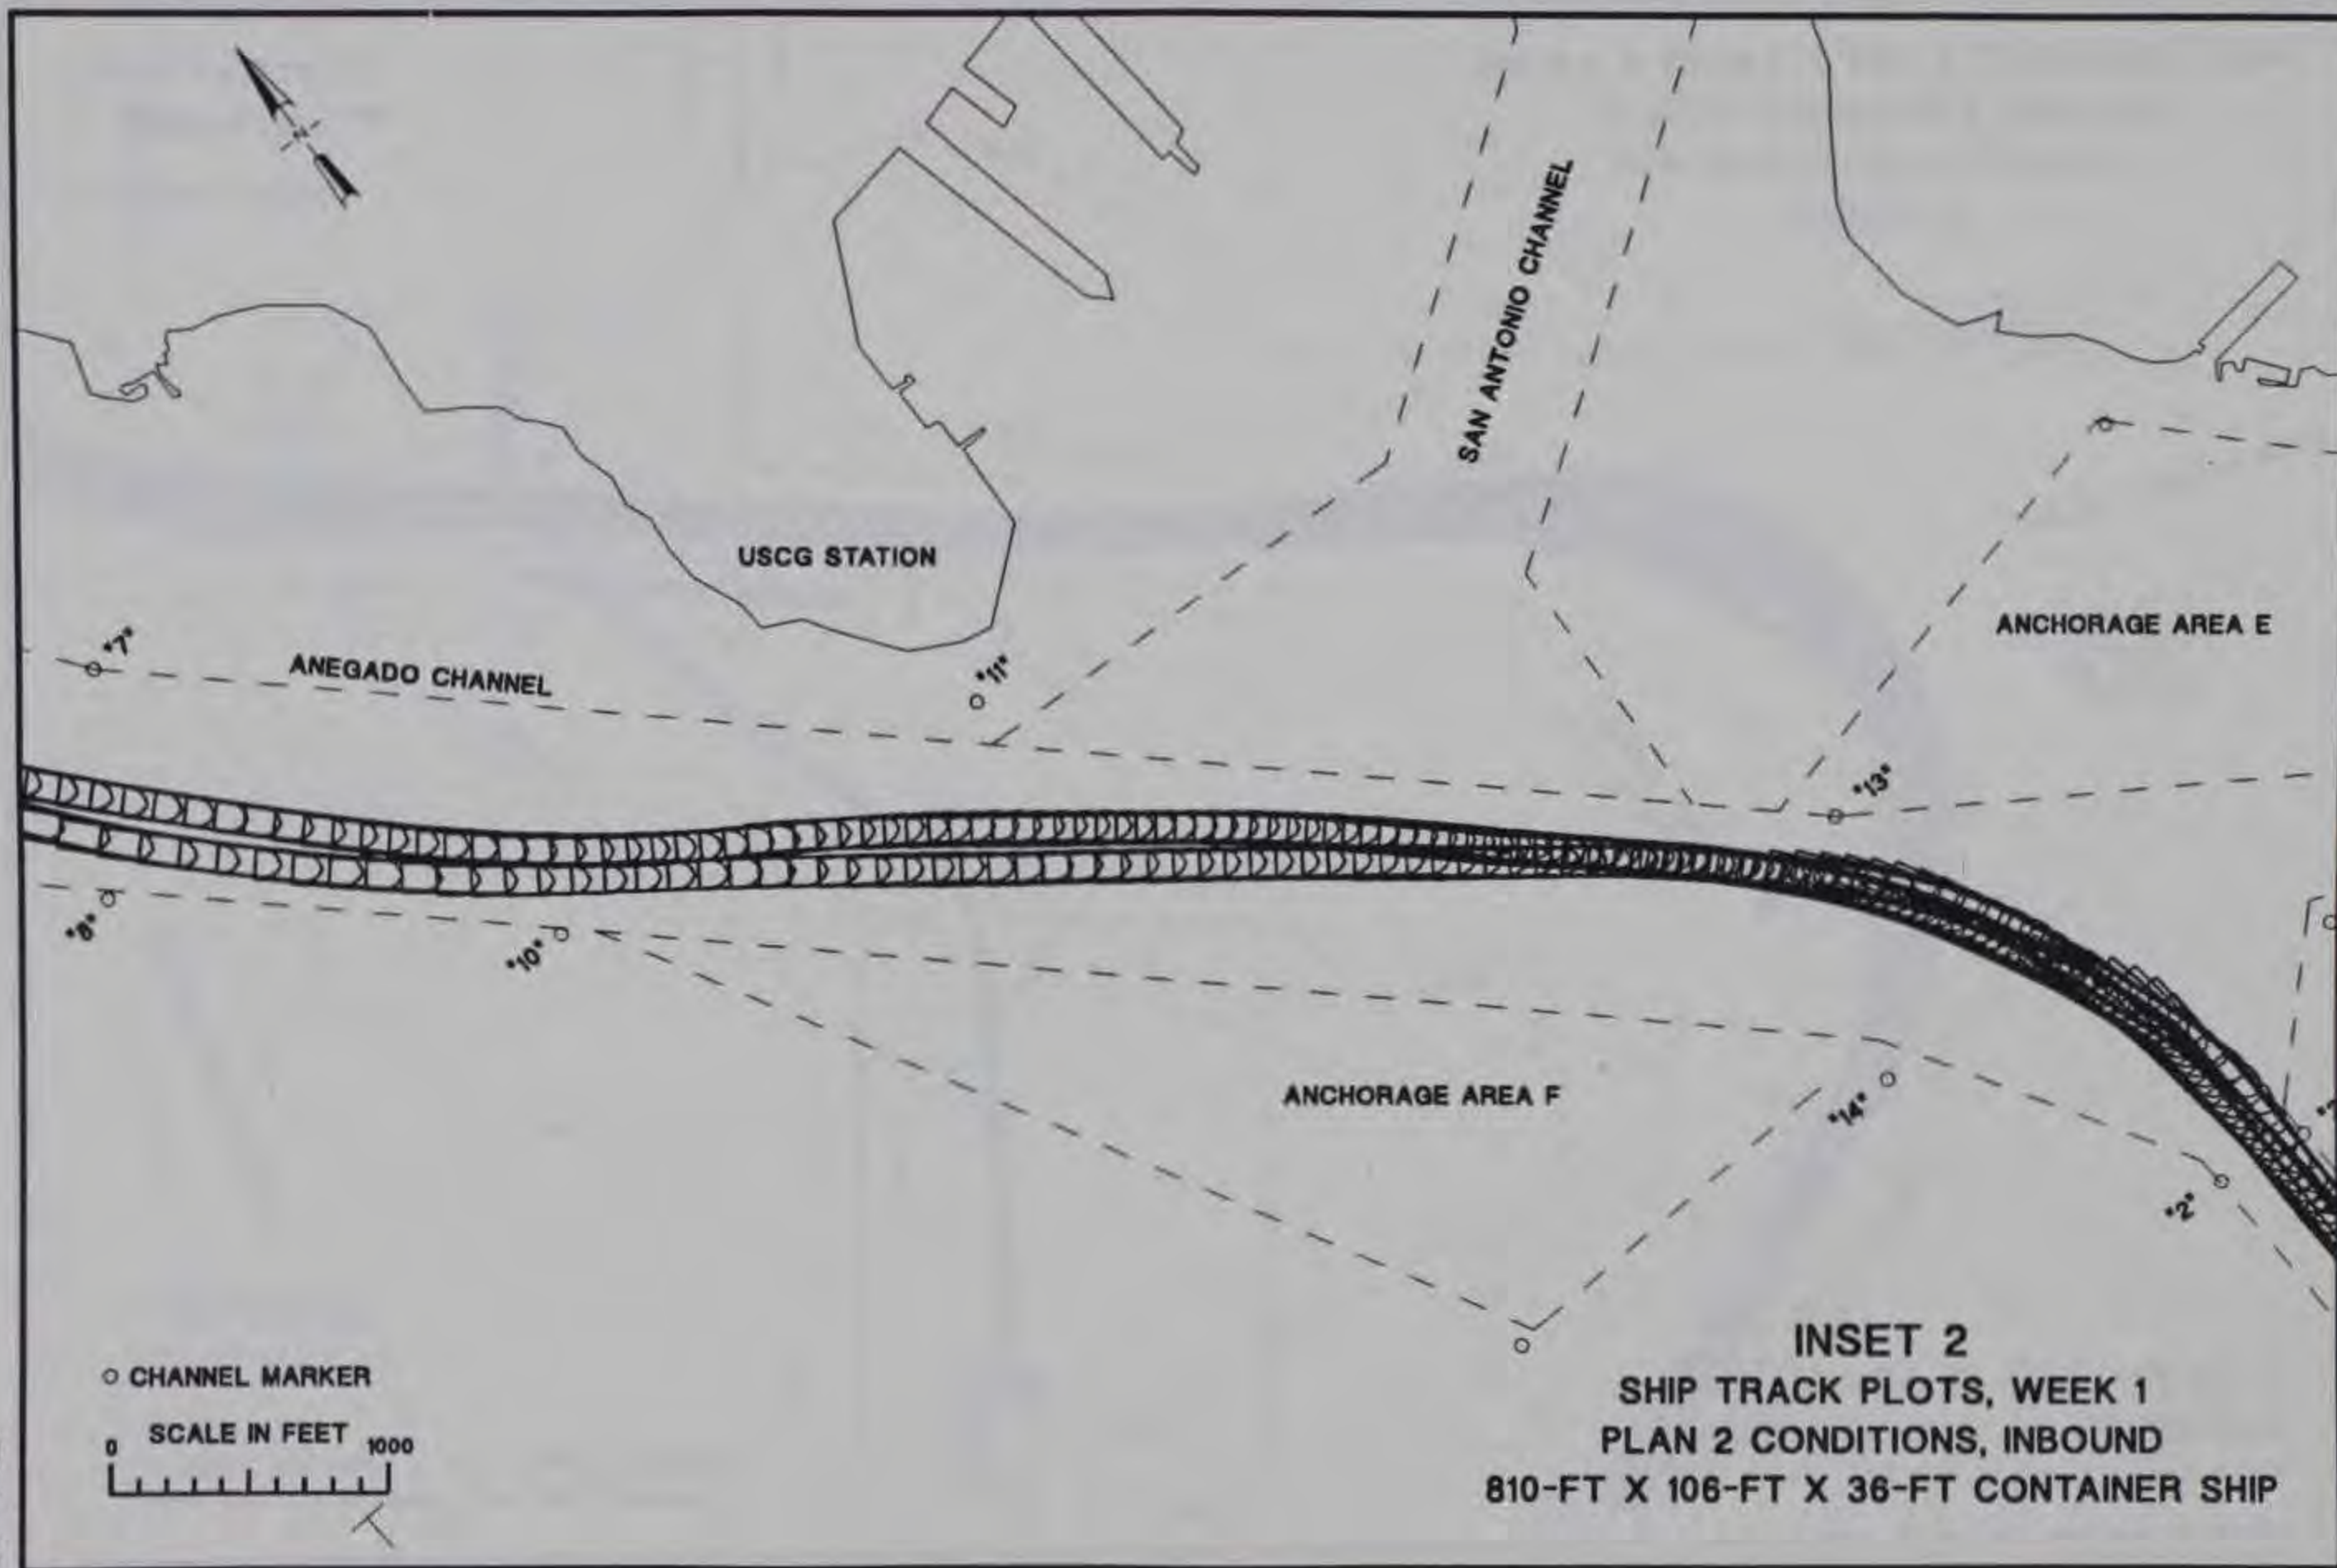 SAN ANTONIO CHANNEL
USCG STATION
ANCHORAGE AREA E
"7"
ANEGADO CHANNEL
"11"
"13"
"8"
"10"
ANCHORAGE AREA F
"14"
"2"
INSET 2
SHIP TRACK PLOTS, WEEK 1
PLAN 2 CONDITIONS, INBOUND
810-FT X 106-FT X 36-FT CONTAINER SHIP
CHANNEL MARKER
SCALE IN FEET
0 1000